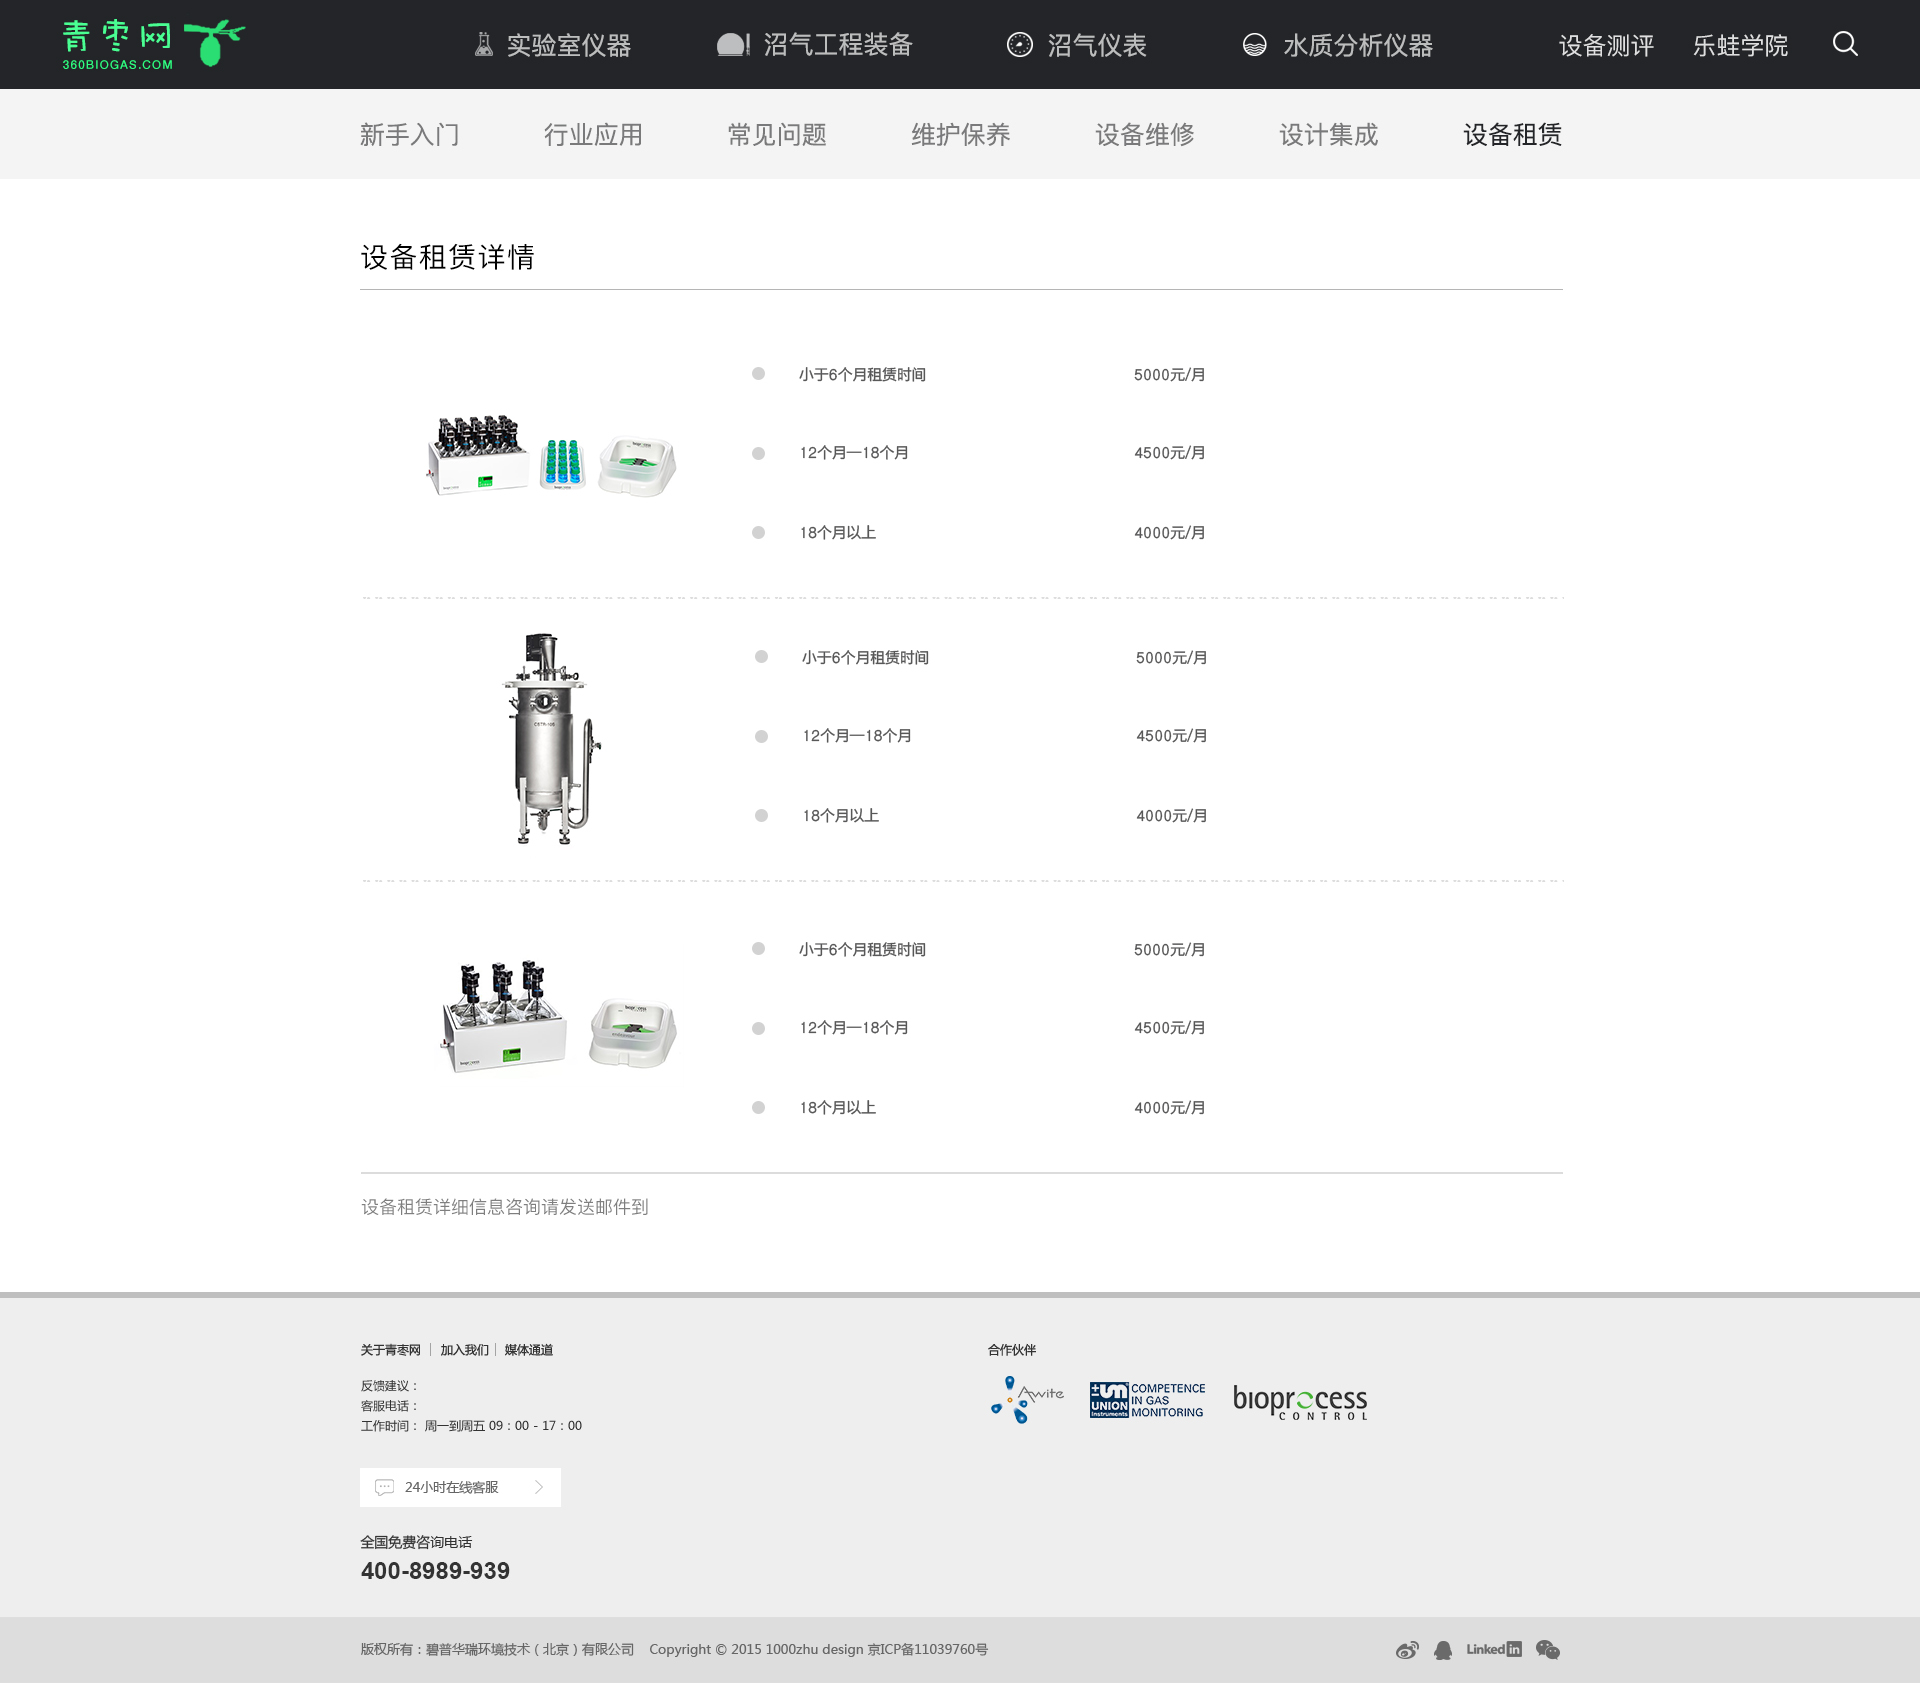 青枣网
360BIOGAS.COM
实验室仪器
沼气工程装备
沼气仪表
水质分析仪器
设备测评
乐蛙学院
新手入门
行业应用
常见问题
维护保养
设备维修
设计集成
设备租赁
设备租赁详情
小于6个月租赁时间 5000元/月
12个月—18个月 4500元/月
18个月以上 4000元/月
小于6个月租赁时间 5000元/月
12个月—18个月 4500元/月
18个月以上 4000元/月
小于6个月租赁时间 5000元/月
12个月—18个月 4500元/月
18个月以上 4000元/月
设备租赁详细信息咨询请发送邮件到
关于青枣网 | 加入我们 | 媒体通道
反馈建议：
客服电话：
工作时间： 周一到周五 09：00 - 17：00
24小时在线客服
全国免费咨询电话
400-8989-939
合作伙伴
Awite
UNION
Instruments
COMPETENCE
IN GAS
MONITORING
bioprocess
CONTROL
版权所有：碧普华瑞环境技术（北京）有限公司 Copyright © 2015 1000zhu design 京ICP备11039760号
Linked in